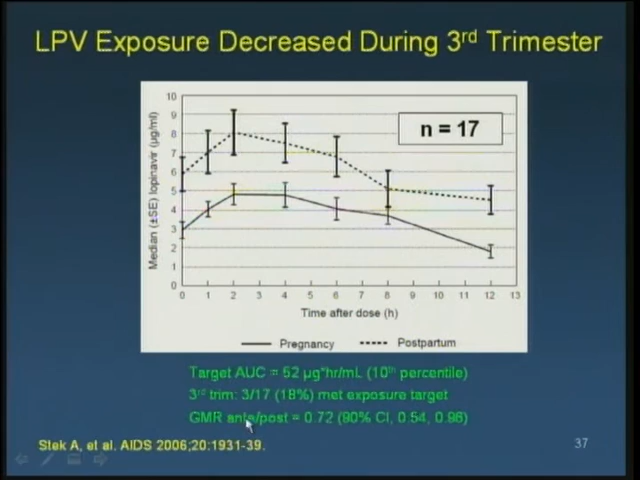 LPV Exposure Decreased During 3rd Trimester
n = 17
Median (±SE) lopinavir (µg/ml)
10
9
8
7
6
5
4
3
2
1
0
0 1 2 3 4 5 6 7 8 9 10 11 12 13
Time after dose (h)
Pregnancy Postpartum
Target AUC = 52 µg*hr/mL (10th percentile)
3rd trim: 3/17 (18%) met exposure target
GMR ante/post = 0.72 (90% CI, 0.54, 0.96)
Stek A, et al. AIDS 2006;20:1931-39.
37